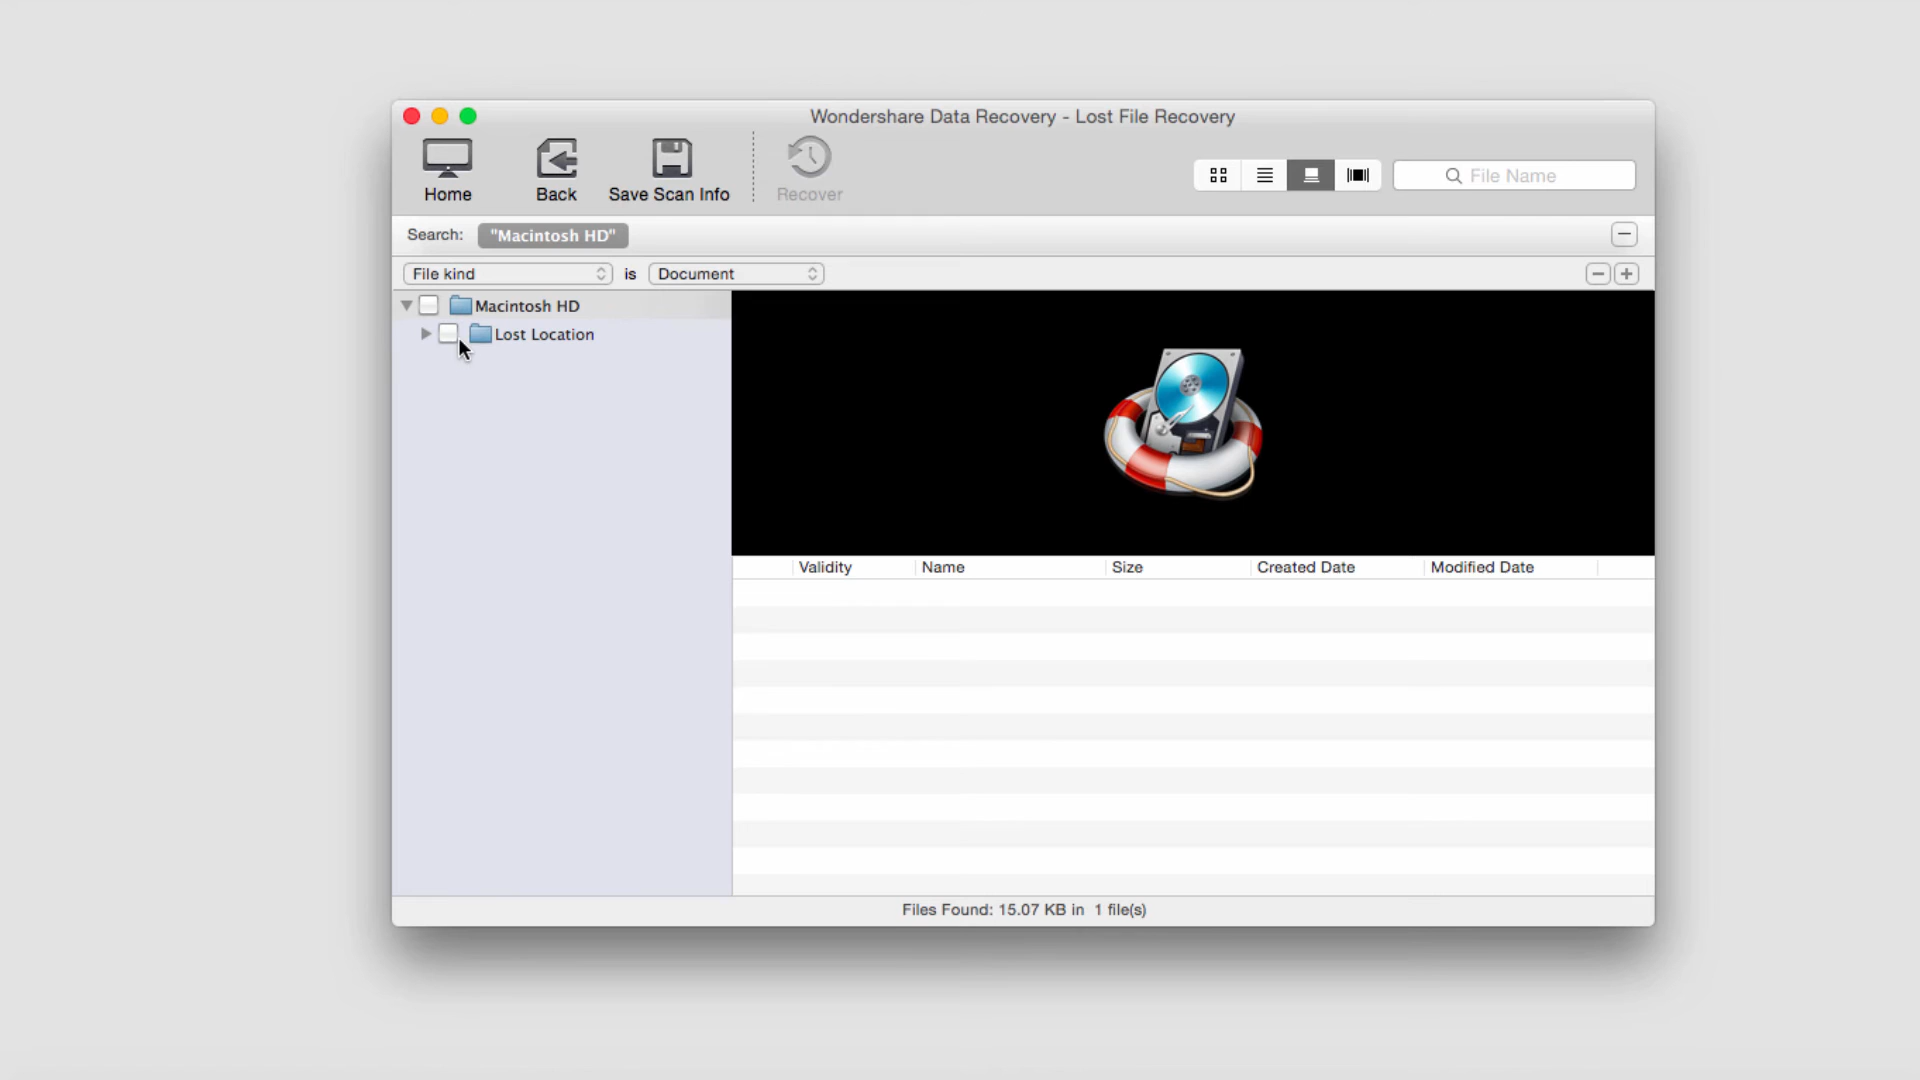 Wondershare Data Recovery - Lost File Recovery
Home
Back
Save Scan Info
Recover
File Name
Search:
"Macintosh HD"
File kind
is
Document
Macintosh HD
Lost Location
Validity
Name
Size
Created Date
Modified Date
Files Found: 15.07 KB in 1 file(s)